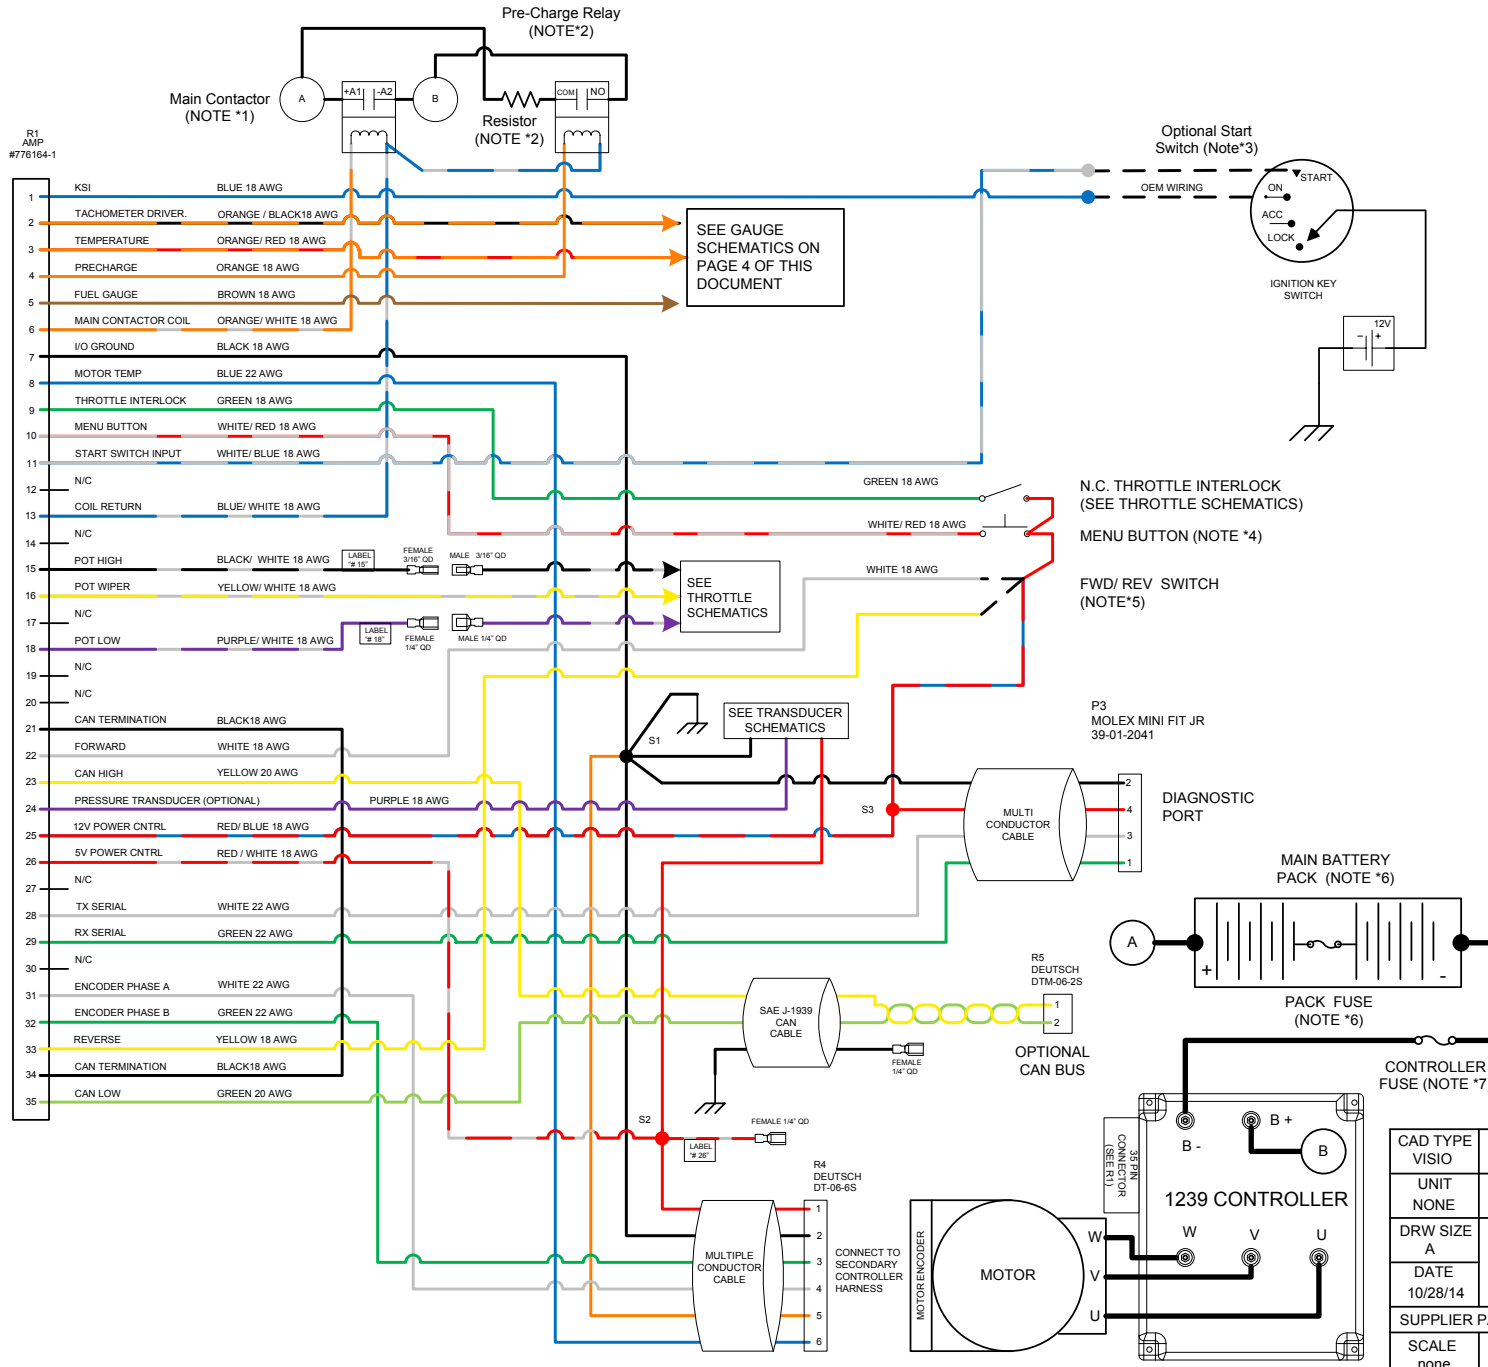 Pre-Charge Relay
(NOTE*2)
Main Contactor
(NOTE *1)
A
+A1
-A2
B
COM
NO
Resistor
(NOTE *2)
Optional Start
Switch (Note*3)
START
ON
ACC
LOCK
OEM WIRING
IGNITION KEY
SWITCH
12V
- +
R1
AMP
#776164-1
1 KSI BLUE 18 AWG
2 TACHOMETER DRIVER. ORANGE / BLACK18 AWG
3 TEMPERATURE ORANGE/ RED 18 AWG
4 PRECHARGE ORANGE 18 AWG
5 FUEL GAUGE BROWN 18 AWG
6 MAIN CONTACTOR COIL ORANGE/ WHITE 18 AWG
7 I/O GROUND BLACK 18 AWG
8 MOTOR TEMP BLUE 22 AWG
9 THROTTLE INTERLOCK GREEN 18 AWG
10 MENU BUTTON WHITE/ RED 18 AWG
11 START SWITCH INPUT WHITE/ BLUE 18 AWG
12 N/C
13 COIL RETURN BLUE/ WHITE 18 AWG
14 N/C
15 POT HIGH BLACK/ WHITE 18 AWG
16 POT WIPER YELLOW/ WHITE 18 AWG
17 N/C
18 POT LOW PURPLE/ WHITE 18 AWG
19 N/C
20 N/C
21 CAN TERMINATION BLACK18 AWG
22 FORWARD WHITE 18 AWG
23 CAN HIGH YELLOW 20 AWG
24 PRESSURE TRANSDUCER (OPTIONAL) PURPLE 18 AWG
25 12V POWER CNTRL RED/ BLUE 18 AWG
26 5V POWER CNTRL RED / WHITE 18 AWG
27 N/C
28 TX SERIAL WHITE 22 AWG
29 RX SERIAL GREEN 22 AWG
30 N/C
31 ENCODER PHASE A WHITE 22 AWG
32 ENCODER PHASE B GREEN 22 AWG
33 REVERSE YELLOW 18 AWG
34 CAN TERMINATION BLACK18 AWG
35 CAN LOW GREEN 20 AWG
SEE GAUGE
SCHEMATICS ON
PAGE 4 OF THIS
DOCUMENT
GREEN 18 AWG
N.C. THROTTLE INTERLOCK
(SEE THROTTLE SCHEMATICS)
WHITE/ RED 18 AWG
MENU BUTTON (NOTE *4)
WHITE 18 AWG
FWD/ REV SWITCH
(NOTE*5)
LABEL
"# 15"
FEMALE
3/16" QD
MALE 3/16" QD
SEE
THROTTLE
SCHEMATICS
LABEL
"# 18"
FEMALE
1/4" QD
MALE 1/4" QD
S1
SEE TRANSDUCER
SCHEMATICS
P3
MOLEX MINI FIT JR
39-01-2041
S3
MULTI
CONDUCTOR
CABLE
2
4
3
1
DIAGNOSTIC
PORT
MAIN BATTERY
PACK (NOTE *6)
A
+
-
PACK FUSE
(NOTE *6)
R5
DEUTSCH
DTM-06-2S
SAE J-1939
CAN
CABLE
1
2
FEMALE
1/4" QD
OPTIONAL
CAN BUS
CONTROLLER
FUSE (NOTE *7
S2
LABEL
"# 26"
FEMALE 1/4" QD
R4
DEUTSCH
DT-06-6S
MULTIPLE
CONDUCTOR
CABLE
1
2
3
4
5
6
CONNECT TO
SECONDARY
CONTROLLER
HARNESS
MOTOR ENCODER
MOTOR
W
V
U
35 PIN
CONNECTOR
(SEE R1)
B -
B +
B
1239 CONTROLLER
W
V
U
CAD TYPE
VISIO
UNIT
NONE
DRW SIZE
A
DATE
10/28/14
SUPPLIER PA
SCALE
none